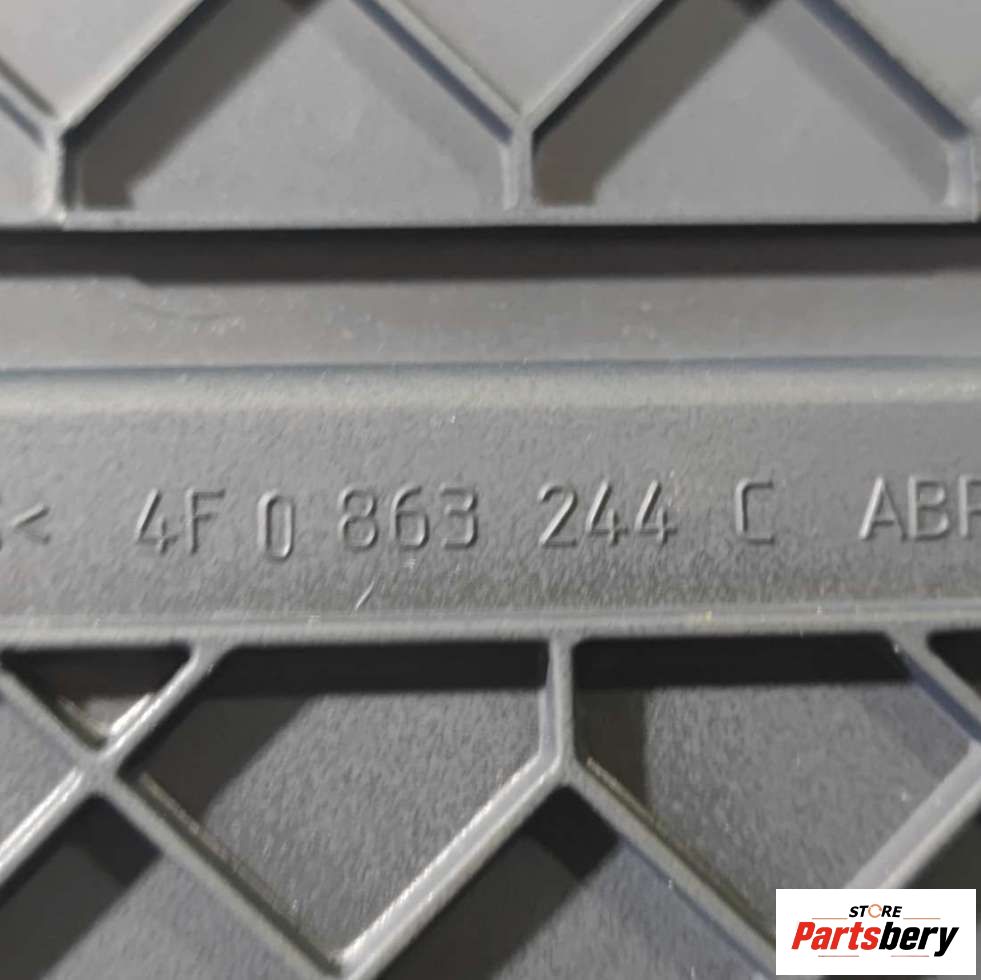 < 4F 0 863 244 C
STORE
Partsbery